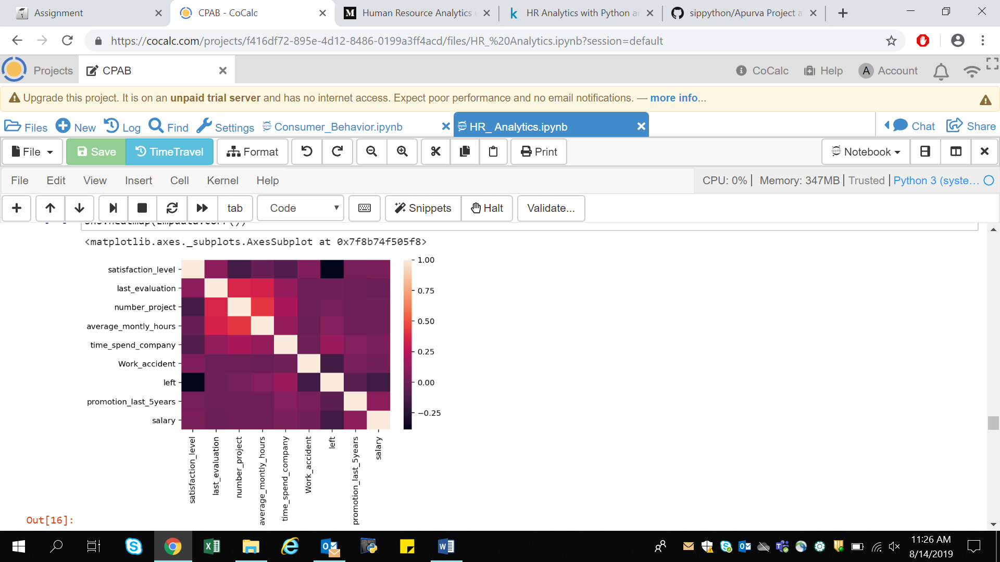 Assignment
CPAB - CoCalc
Human Resource Analytics
HR Analytics with Python a
sippython/Apurva Project a
https://cocalc.com/projects/f416df72-895e-4d12-8486-0199a3ff4acd/files/HR_%20Analytics.ipynb?session=default
Projects
CPAB
CoCalc
Help
A Account
Upgrade this project. It is on an unpaid trial server and has no internet access. Expect poor performance and no email notifications. — more info...
Files
New
Log
Find
Settings
Consumer_Behavior.ipynb
HR_ Analytics.ipynb
Chat
Share
File
Save
TimeTravel
Format
Print
Notebook
File Edit View Insert Cell Kernel Help
CPU: 0% | Memory: 347MB | Trusted | Python 3 (syste...
tab
Code
Snippets
Halt
Validate...
<matplotlib.axes._subplots.AxesSubplot at 0x7f8b74f505f8>
satisfaction_level
last_evaluation
number_project
average_montly_hours
time_spend_company
Work_accident
left
promotion_last_5years
salary
1.00
0.75
0.50
0.25
0.00
−0.25
satisfaction_level
last_evaluation
number_project
average_montly_hours
time_spend_company
Work_accident
left
promotion_last_5years
salary
Out[16]:
11:26 AM
8/14/2019